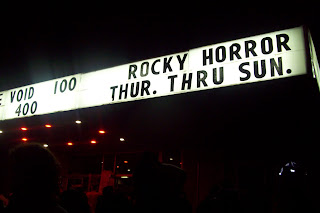 E VOID 100
400
ROCKY HORROR
THUR. THRU SUN.